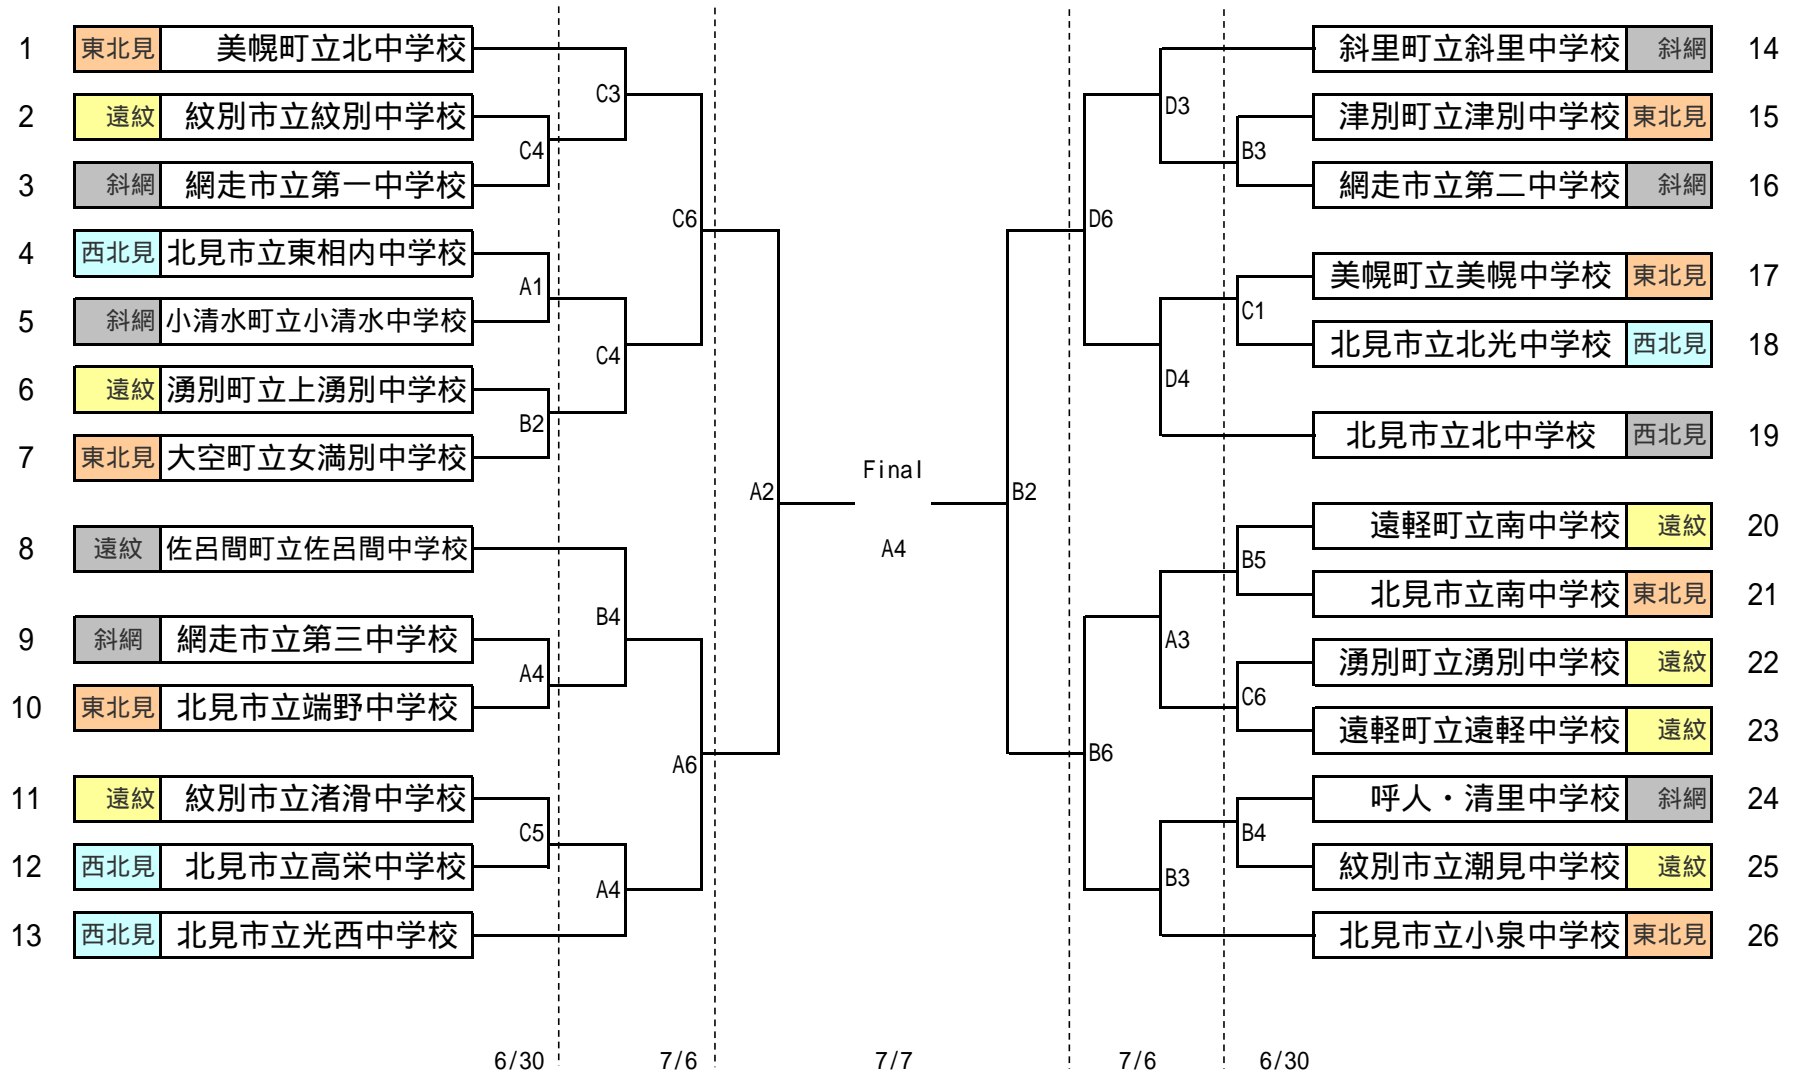 1 東北見 美幌町立北中学校
2 遠紋 紋別市立紋別中学校
3 斜網 網走市立第一中学校
4 西北見 北見市立東相内中学校
5 斜網 小清水町立小清水中学校
6 遠紋 湧別町立上湧別中学校
7 東北見 大空町立女満別中学校
8 遠紋 佐呂間町立佐呂間中学校
9 斜網 網走市立第三中学校
10 東北見 北見市立端野中学校
11 遠紋 紋別市立渚滑中学校
12 西北見 北見市立高栄中学校
13 西北見 北見市立光西中学校
C4
A1
B2
A4
C5
C3
C4
B4
A4
C6
A6
A2
Final
A4
B2
D6
B6
D3
D4
A3
B3
B3
C1
B5
C6
B4
斜里町立斜里中学校 斜網 14
津別町立津別中学校 東北見 15
網走市立第二中学校 斜網 16
美幌町立美幌中学校 東北見 17
北見市立北光中学校 西北見 18
北見市立北中学校 西北見 19
遠軽町立南中学校 遠紋 20
北見市立南中学校 東北見 21
湧別町立湧別中学校 遠紋 22
遠軽町立遠軽中学校 遠紋 23
呼人・清里中学校 斜網 24
紋別市立潮見中学校 遠紋 25
北見市立小泉中学校 東北見 26
6/30 7/6 7/7 7/6 6/30